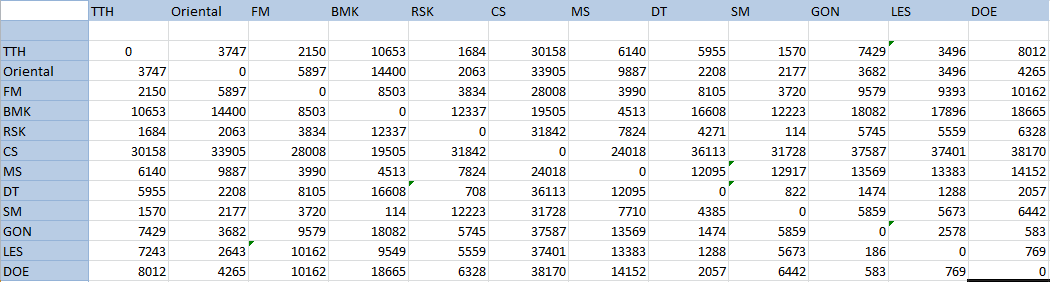 TTH Oriental FM BMK RSK CS MS DT SM GON LES DOE
TTH 0 3747 2150 10653 1684 30158 6140 5955 1570 7429 3496 8012
Oriental 3747 0 5897 14400 2063 33905 9887 2208 2177 3682 3496 4265
FM 2150 5897 0 8503 3834 28008 3990 8105 3720 9579 9393 10162
BMK 10653 14400 8503 0 12337 19505 4513 16608 12223 18082 17896 18665
RSK 1684 2063 3834 12337 0 31842 7824 4271 114 5745 5559 6328
CS 30158 33905 28008 19505 31842 0 24018 36113 31728 37587 37401 38170
MS 6140 9887 3990 4513 7824 24018 0 12095 12917 13569 13383 14152
DT 5955 2208 8105 16608 708 36113 12095 0 822 1474 1288 2057
SM 1570 2177 3720 114 12223 31728 7710 4385 0 5859 5673 6442
GON 7429 3682 9579 18082 5745 37587 13569 1474 5859 0 2578 583
LES 7243 2643 10162 9549 5559 37401 13383 1288 5673 186 0 769
DOE 8012 4265 10162 18665 6328 38170 14152 2057 6442 583 769 0